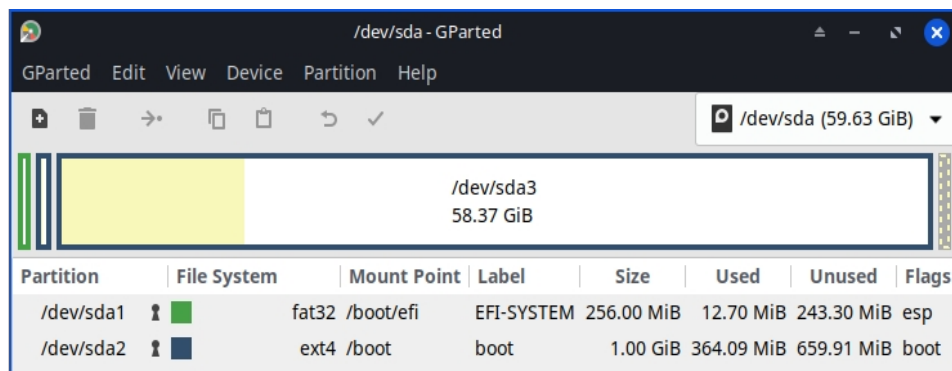 /dev/sda - GParted
GParted Edit View Device Partition Help
/dev/sda (59.63 GiB)
/dev/sda3
58.37 GiB
Partition File System Mount Point Label Size Used Unused Flags
/dev/sda1 fat32 /boot/efi EFI-SYSTEM 256.00 MiB 12.70 MiB 243.30 MiB esp
/dev/sda2 ext4 /boot boot 1.00 GiB 364.09 MiB 659.91 MiB boot